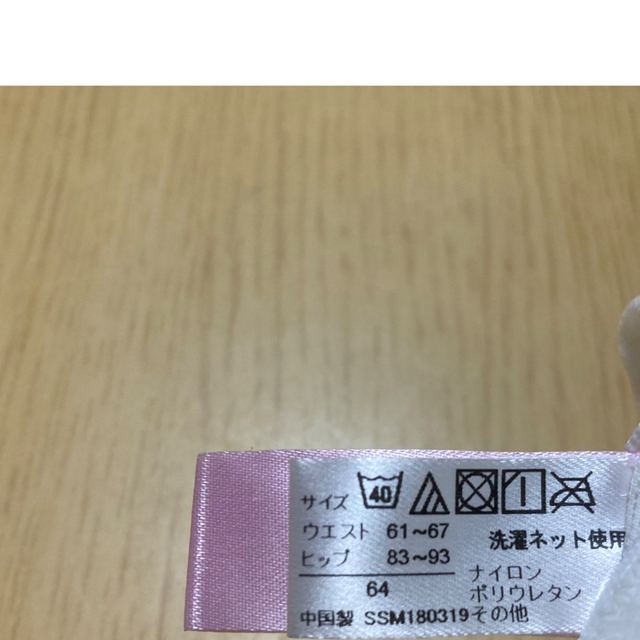 サイズ 40
ウエスト 61~67
ヒップ 83~93
64
中国製 SSM180319
洗濯ネット使用
ナイロン
ポリウレタン
その他